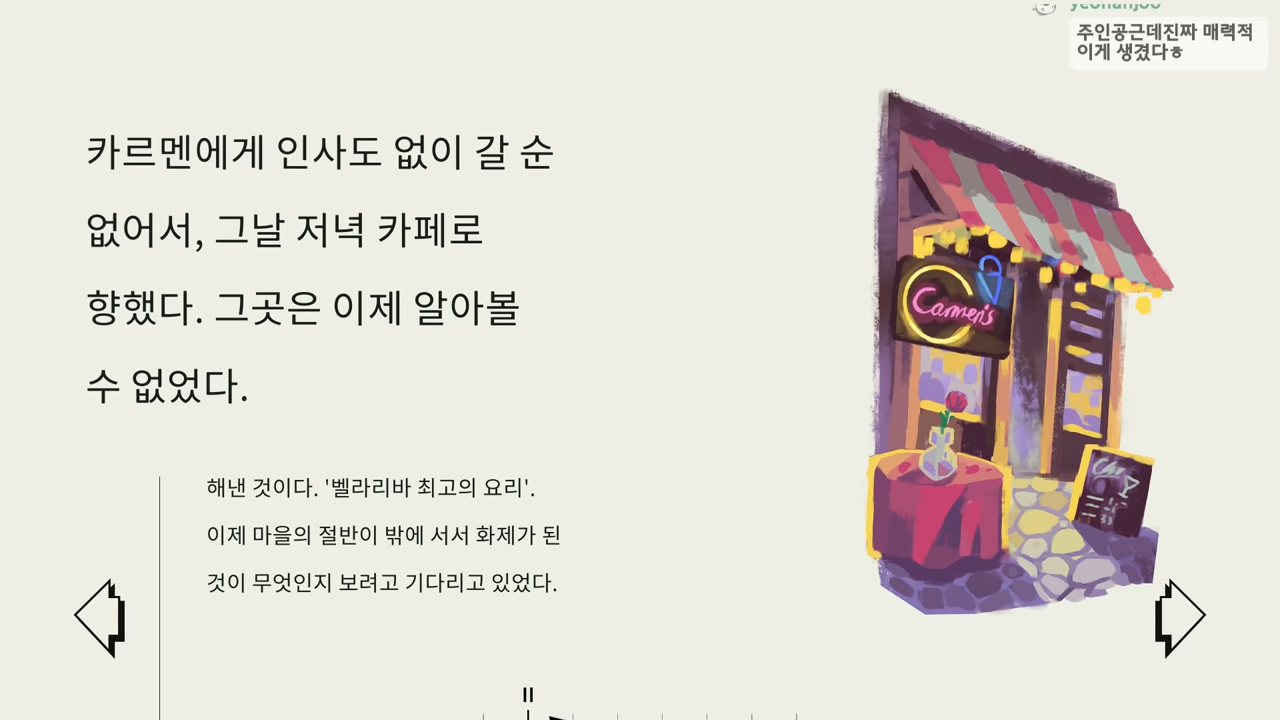 주인공근데진짜 매력적
이게 생겼다ㅎ
카르멘에게 인사도 없이 갈 순
없어서, 그날 저녁 카페로
향했다. 그곳은 이제 알아볼
수 없었다.
Carmen's
해낸 것이다. '벨라리바 최고의 요리'.
이제 마을의 절반이 밖에 서서 화제가 된
것이 무엇인지 보려고 기다리고 있었다.